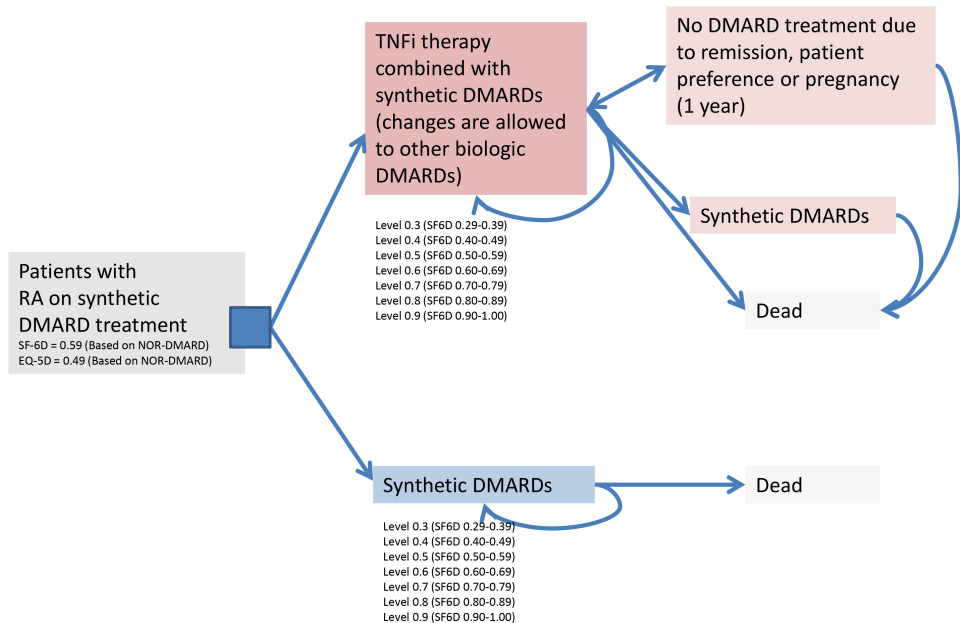 TNFi therapy
combined with
synthetic DMARDs
(changes are allowed
to other biologic
DMARDs)
No DMARD treatment due
to remission, patient
preference or pregnancy
(1 year)
Synthetic DMARDs
Level 0.3 (SF6D 0.29-0.39)
Level 0.4 (SF6D 0.40-0.49)
Level 0.5 (SF6D 0.50-0.59)
Level 0.6 (SF6D 0.60-0.69)
Level 0.7 (SF6D 0.70-0.79)
Level 0.8 (SF6D 0.80-0.89)
Level 0.9 (SF6D 0.90-1.00)
Dead
Patients with
RA on synthetic
DMARD treatment
SF-6D = 0.59 (Based on NOR-DMARD)
EQ-5D = 0.49 (Based on NOR-DMARD)
Synthetic DMARDs
Dead
Level 0.3 (SF6D 0.29-0.39)
Level 0.4 (SF6D 0.40-0.49)
Level 0.5 (SF6D 0.50-0.59)
Level 0.6 (SF6D 0.60-0.69)
Level 0.7 (SF6D 0.70-0.79)
Level 0.8 (SF6D 0.80-0.89)
Level 0.9 (SF6D 0.90-1.00)